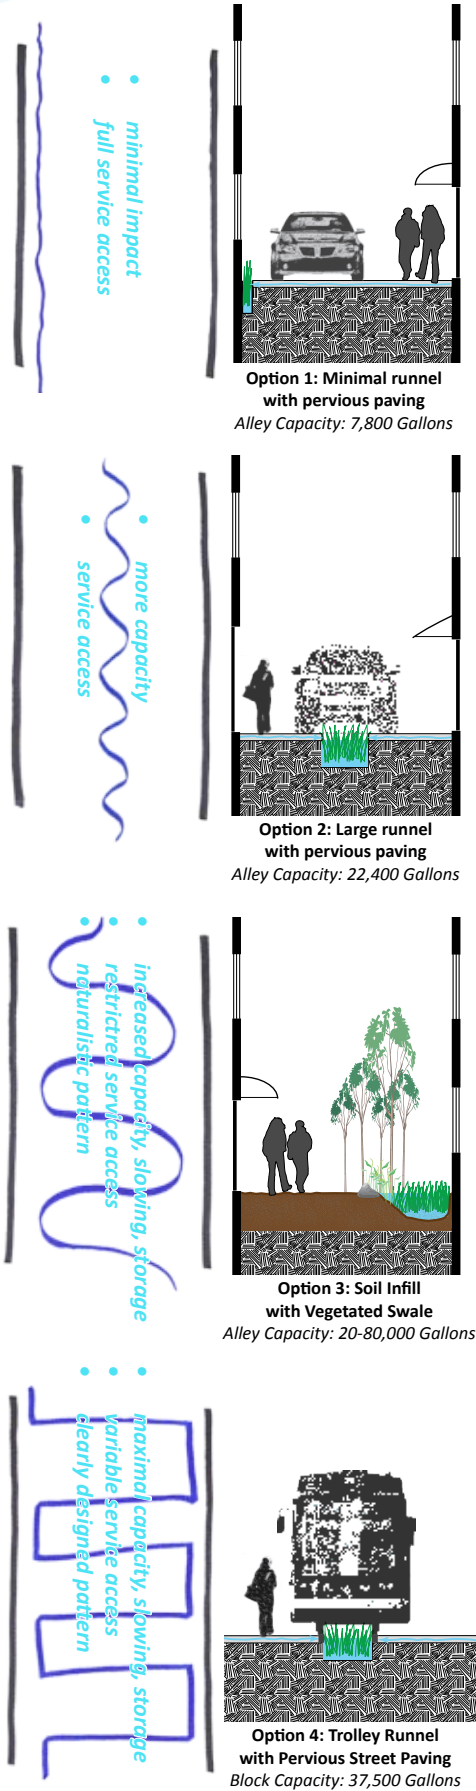 • minimal impact
• full service access
Option 1: Minimal runnel
with pervious paving
Alley Capacity: 7,800 Gallons
• more capacity
• service access
Option 2: Large runnel
with pervious paving
Alley Capacity: 22,400 Gallons
• increased capacity, slowing, storage
• restrictred service access
• naturalistic pattern
Option 3: Soil Infill
with Vegetated Swale
Alley Capacity: 20-80,000 Gallons
• maximal capacity, slowing, storage
• variable service access
• clearly designed pattern
Option 4: Trolley Runnel
with Pervious Street Paving
Block Capacity: 37,500 Gallons